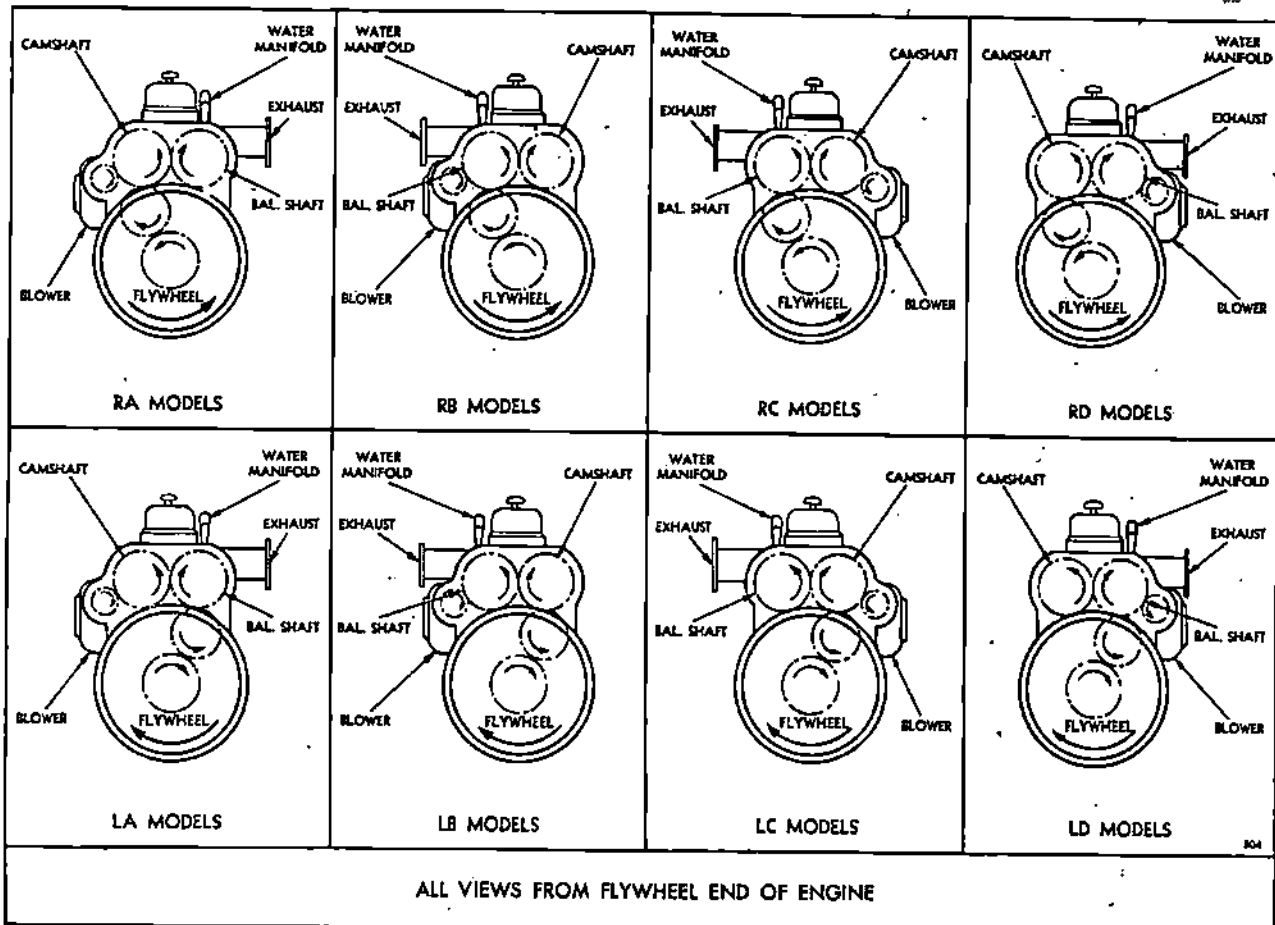 CAMSHAFT
WATER
MANIFOLD
EXHAUST
BAL. SHAFT
BLOWER
FLYWHEEL
RA MODELS
WATER
MANIFOLD
CAMSHAFT
EXHAUST
BAL. SHAFT
BLOWER
FLYWHEEL
RB MODELS
WATER
MANIFOLD
CAMSHAFT
EXHAUST
BAL. SHAFT
BLOWER
FLYWHEEL
RC MODELS
CAMSHAFT
WATER
MANIFOLD
EXHAUST
BAL. SHAFT
BLOWER
FLYWHEEL
RD MODELS
CAMSHAFT
WATER
MANIFOLD
EXHAUST
BAL. SHAFT
BLOWER
FLYWHEEL
LA MODELS
WATER
MANIFOLD
CAMSHAFT
EXHAUST
BAL. SHAFT
BLOWER
FLYWHEEL
LB MODELS
WATER
MANIFOLD
CAMSHAFT
EXHAUST
BAL. SHAFT
BLOWER
FLYWHEEL
LC MODELS
CAMSHAFT
WATER
MANIFOLD
EXHAUST
BAL. SHAFT
BLOWER
FLYWHEEL
LD MODELS
ALL VIEWS FROM FLYWHEEL END OF ENGINE